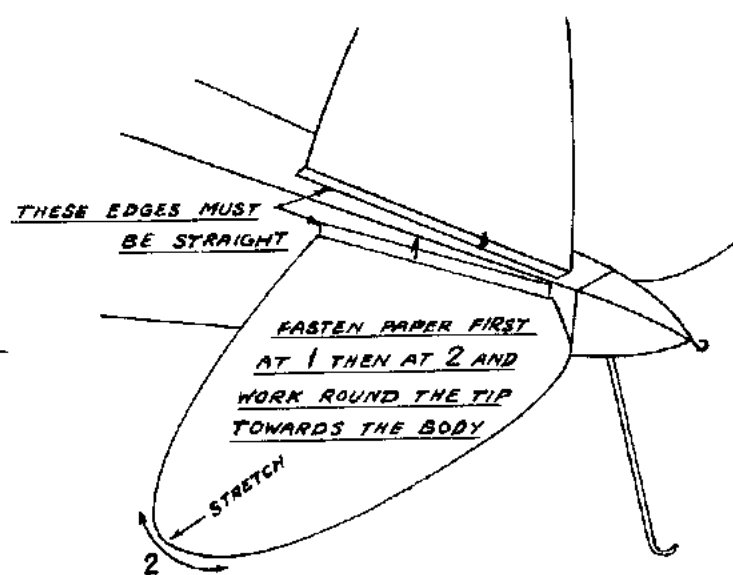 THESE EDGES MUST
BE STRAIGHT
FASTEN PAPER FIRST
AT 1 THEN AT 2 AND
WORK ROUND THE TIP
TOWARDS THE BODY
STRETCH
2